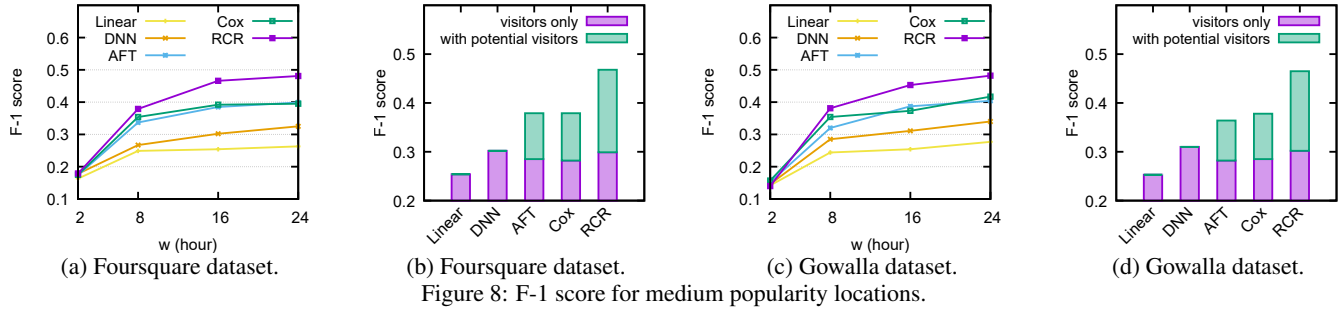 Linear
DNN
AFT
Cox
RCR
0.6
0.5
0.4
0.3
0.2
0.1
F-1 score
2 8 16 24
w (hour)
(a) Foursquare dataset.
visitors only
with potential visitors
0.5
0.4
0.3
0.2
F-1 score
Linear DNN AFT Cox RCR
(b) Foursquare dataset.
Linear
DNN
AFT
Cox
RCR
0.6
0.5
0.4
0.3
0.2
0.1
F-1 score
2 8 16 24
w (hour)
(c) Gowalla dataset.
visitors only
with potential visitors
0.5
0.4
0.3
0.2
F-1 score
Linear DNN AFT Cox RCR
(d) Gowalla dataset.
Figure 8: F-1 score for medium popularity locations.